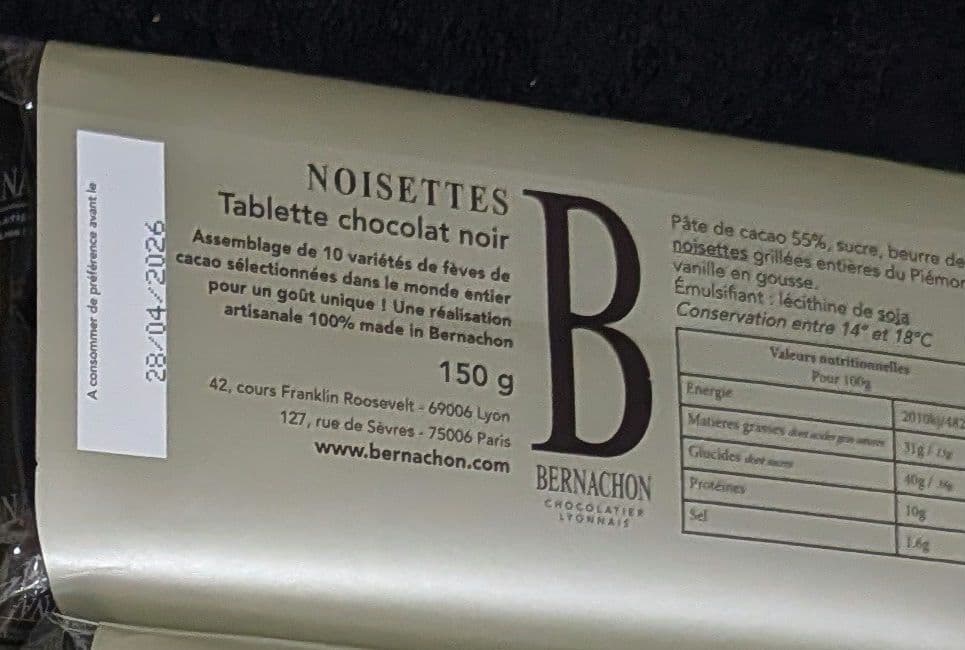 A consommer de préférence avant le
28/04/2026
NOISETTES
Tablette chocolat noir
Assemblage de 10 variétés de fèves de
cacao sélectionnées dans le monde entier
pour un goût unique ! Une réalisation
artisanale 100% made in Bernachon
150 g
42, cours Franklin Roosevelt - 69006 Lyon
127, rue de Sèvres - 75006 Paris
www.bernachon.com
B
BERNACHON
CHOCOLATIER
LYONNAIS
Pâte de cacao 55%, sucre, beurre de
noisettes grillées entières du Piémon
vanille en gousse.
Émulsifiant : lécithine de soja
Conservation entre 14° et 18°C
Valeurs nutritionnelles
Pour 100g
Energie 2010kj/482
Matières grasses 31g /
Glucides 40g /
Protéines 10g
Sel 1.6g